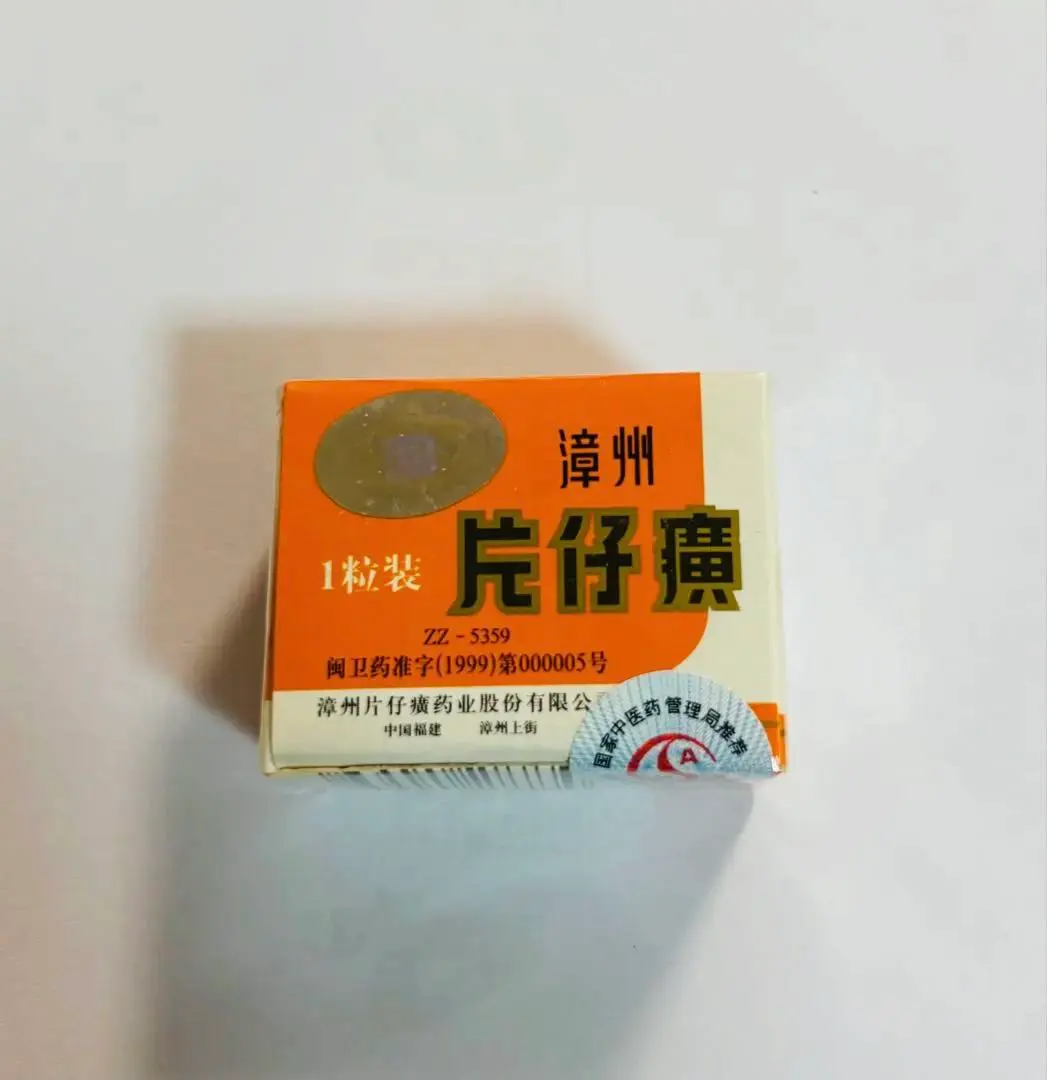 漳州
片仔癀
1粒装
ZZ-5359
闽卫药准字(1999)第000005号
漳州片仔癀药业股份有限公
中国福建 漳州上街
国家中医药管理局推荐
A